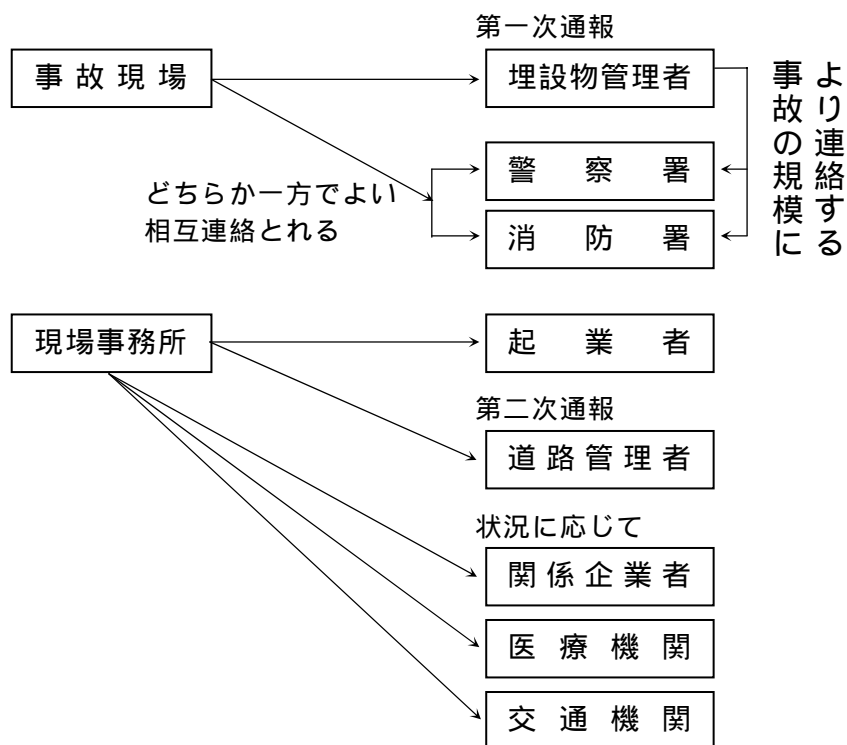 第一次通報
事故現場
埋設物管理者
警察署
どちらか一方でよい
相互連絡とれる
消防署
事故の規模に
より連絡する
現場事務所
起業者
第二次通報
道路管理者
状況に応じて
関係企業者
医療機関
交通機関